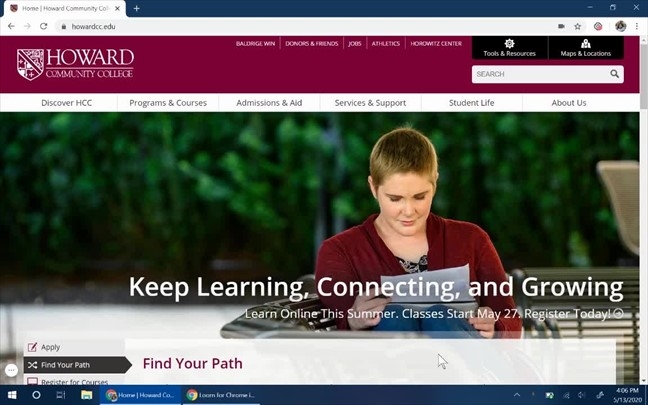 Home | Howard Community Colle
howardcc.edu
BALDRIGE WIN
DONORS & FRIENDS
JOBS
ATHLETICS
HOROWITZ CENTER
Tools & Resources
Maps & Locations
HOWARD
COMMUNITY COLLEGE
SEARCH
Discover HCC
Programs & Courses
Admissions & Aid
Services & Support
Student Life
About Us
Keep Learning, Connecting, and Growing
Learn Online This Summer. Classes Start May 27. Register Today!
Apply
Find Your Path
Find Your Path
Register for Courses
Home | Howard Co...
Loom for Chrome i...
4:06 PM
5/13/2020